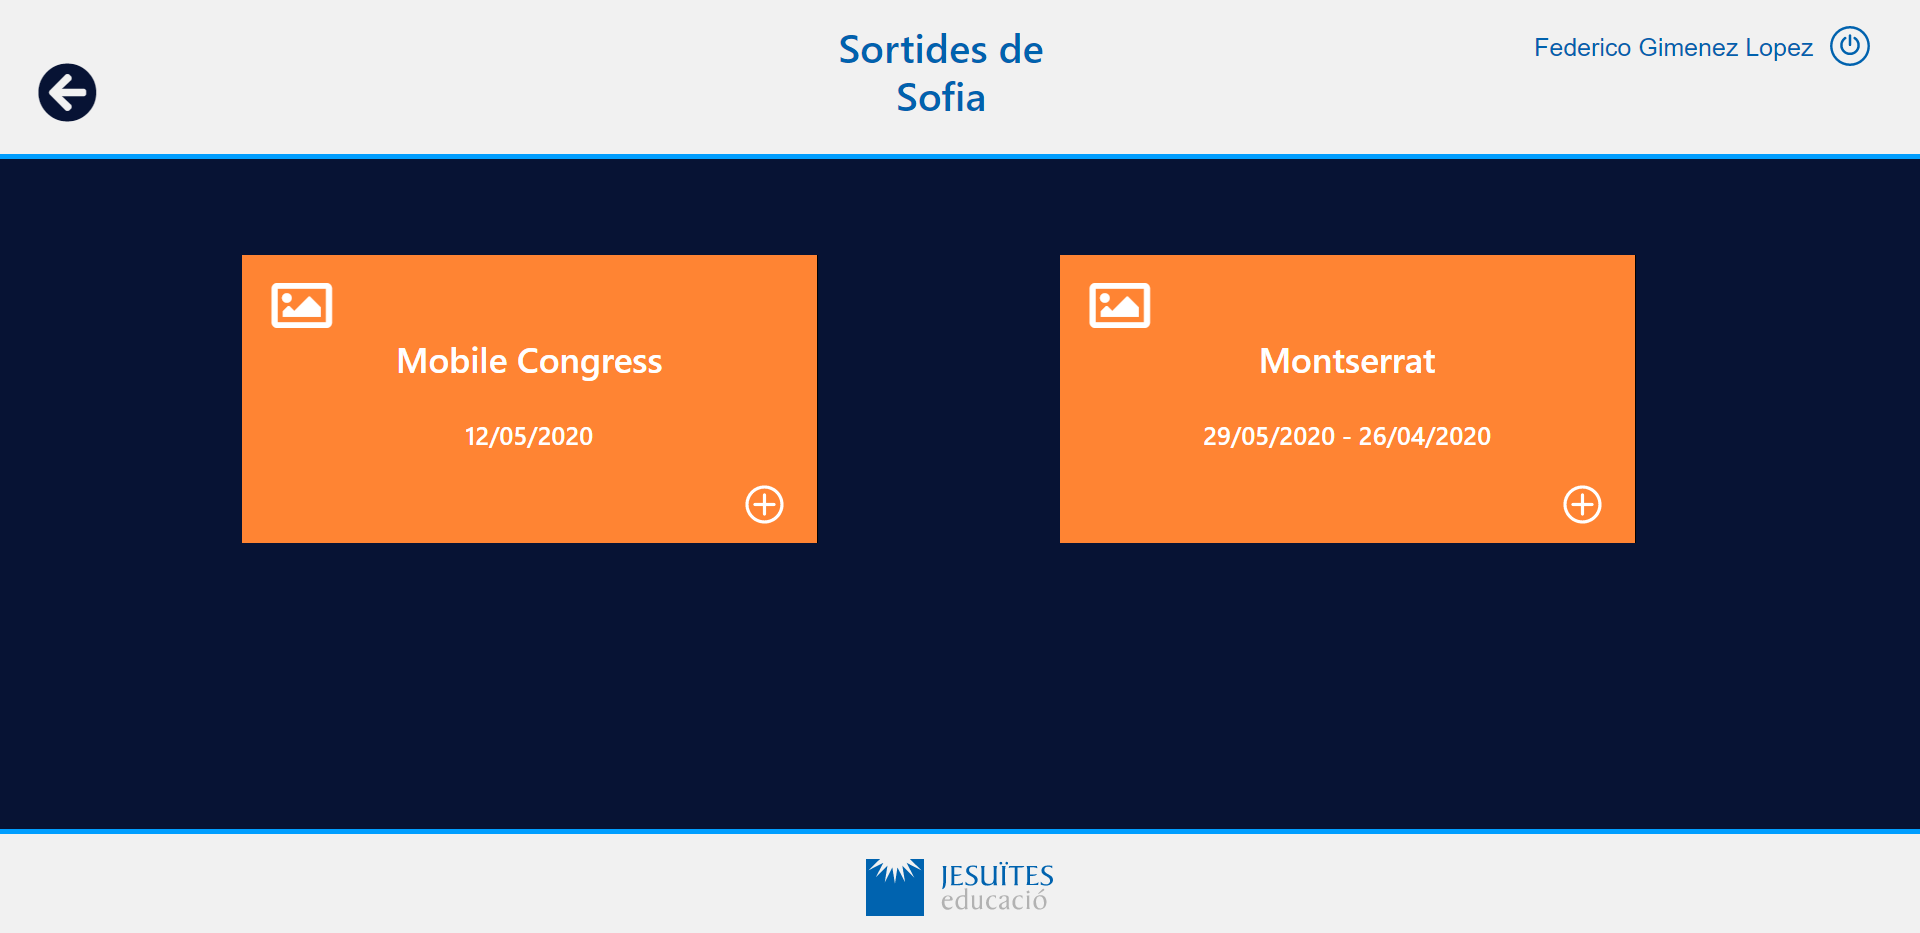 Sortides de
Sofia
Federico Gimenez Lopez
Mobile Congress
12/05/2020
Montserrat
29/05/2020 - 26/04/2020
JESUÏTES
educació